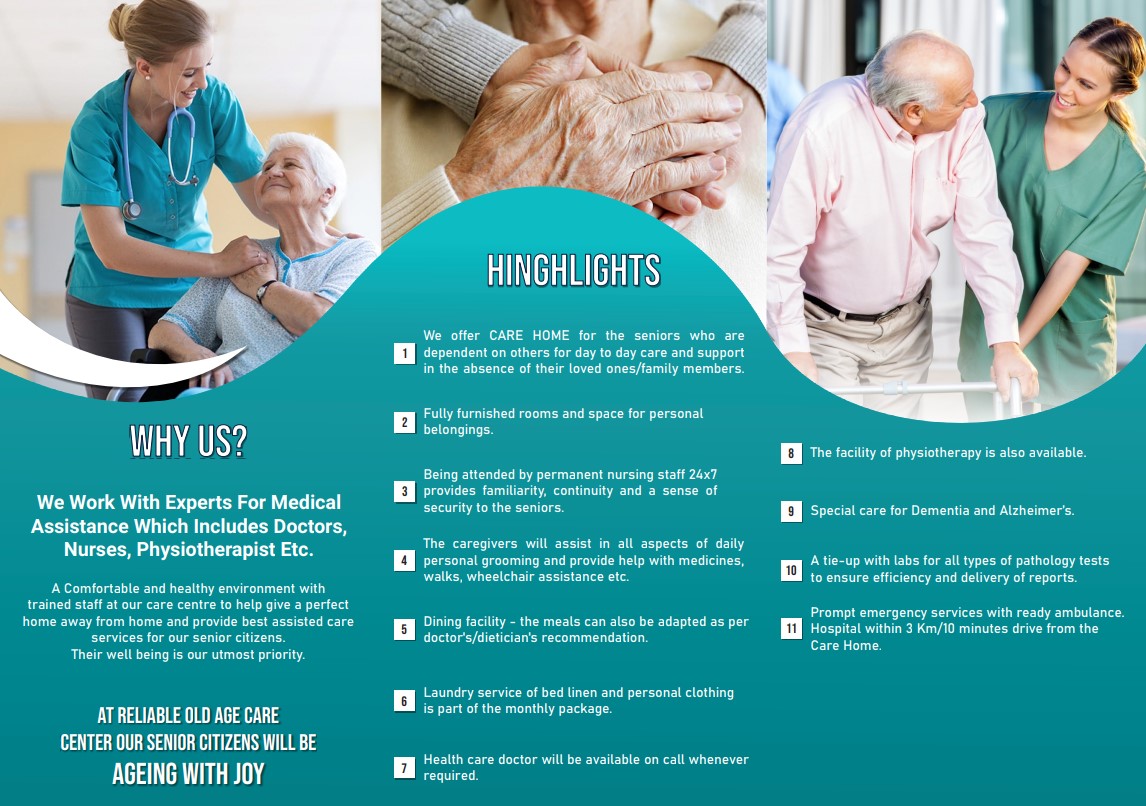 WHY US?
We Work With Experts For Medical
Assistance Which Includes Doctors,
Nurses, Physiotherapist Etc.
A Comfortable and healthy environment with
trained staff at our care centre to help give a perfect
home away from home and provide best assisted care
services for our senior citizens.
Their well being is our utmost priority.
AT RELIABLE OLD AGE CARE
CENTER OUR SENIOR CITIZENS WILL BE
AGEING WITH JOY
HINGHLIGHTS
1 We offer CARE HOME for the seniors who are
dependent on others for day to day care and support
in the absence of their loved ones/family members.
2 Fully furnished rooms and space for personal
belongings.
3 Being attended by permanent nursing staff 24x7
provides familiarity, continuity and a sense of
security to the seniors.
4 The caregivers will assist in all aspects of daily
personal grooming and provide help with medicines,
walks, wheelchair assistance etc.
5 Dining facility - the meals can also be adapted as per
doctor's/dietician's recommendation.
6 Laundry service of bed linen and personal clothing
is part of the monthly package.
7 Health care doctor will be available on call whenever
required.
8 The facility of physiotherapy is also available.
9 Special care for Dementia and Alzheimer's.
10 A tie-up with labs for all types of pathology tests
to ensure efficiency and delivery of reports.
11 Prompt emergency services with ready ambulance.
Hospital within 3 Km/10 minutes drive from the
Care Home.